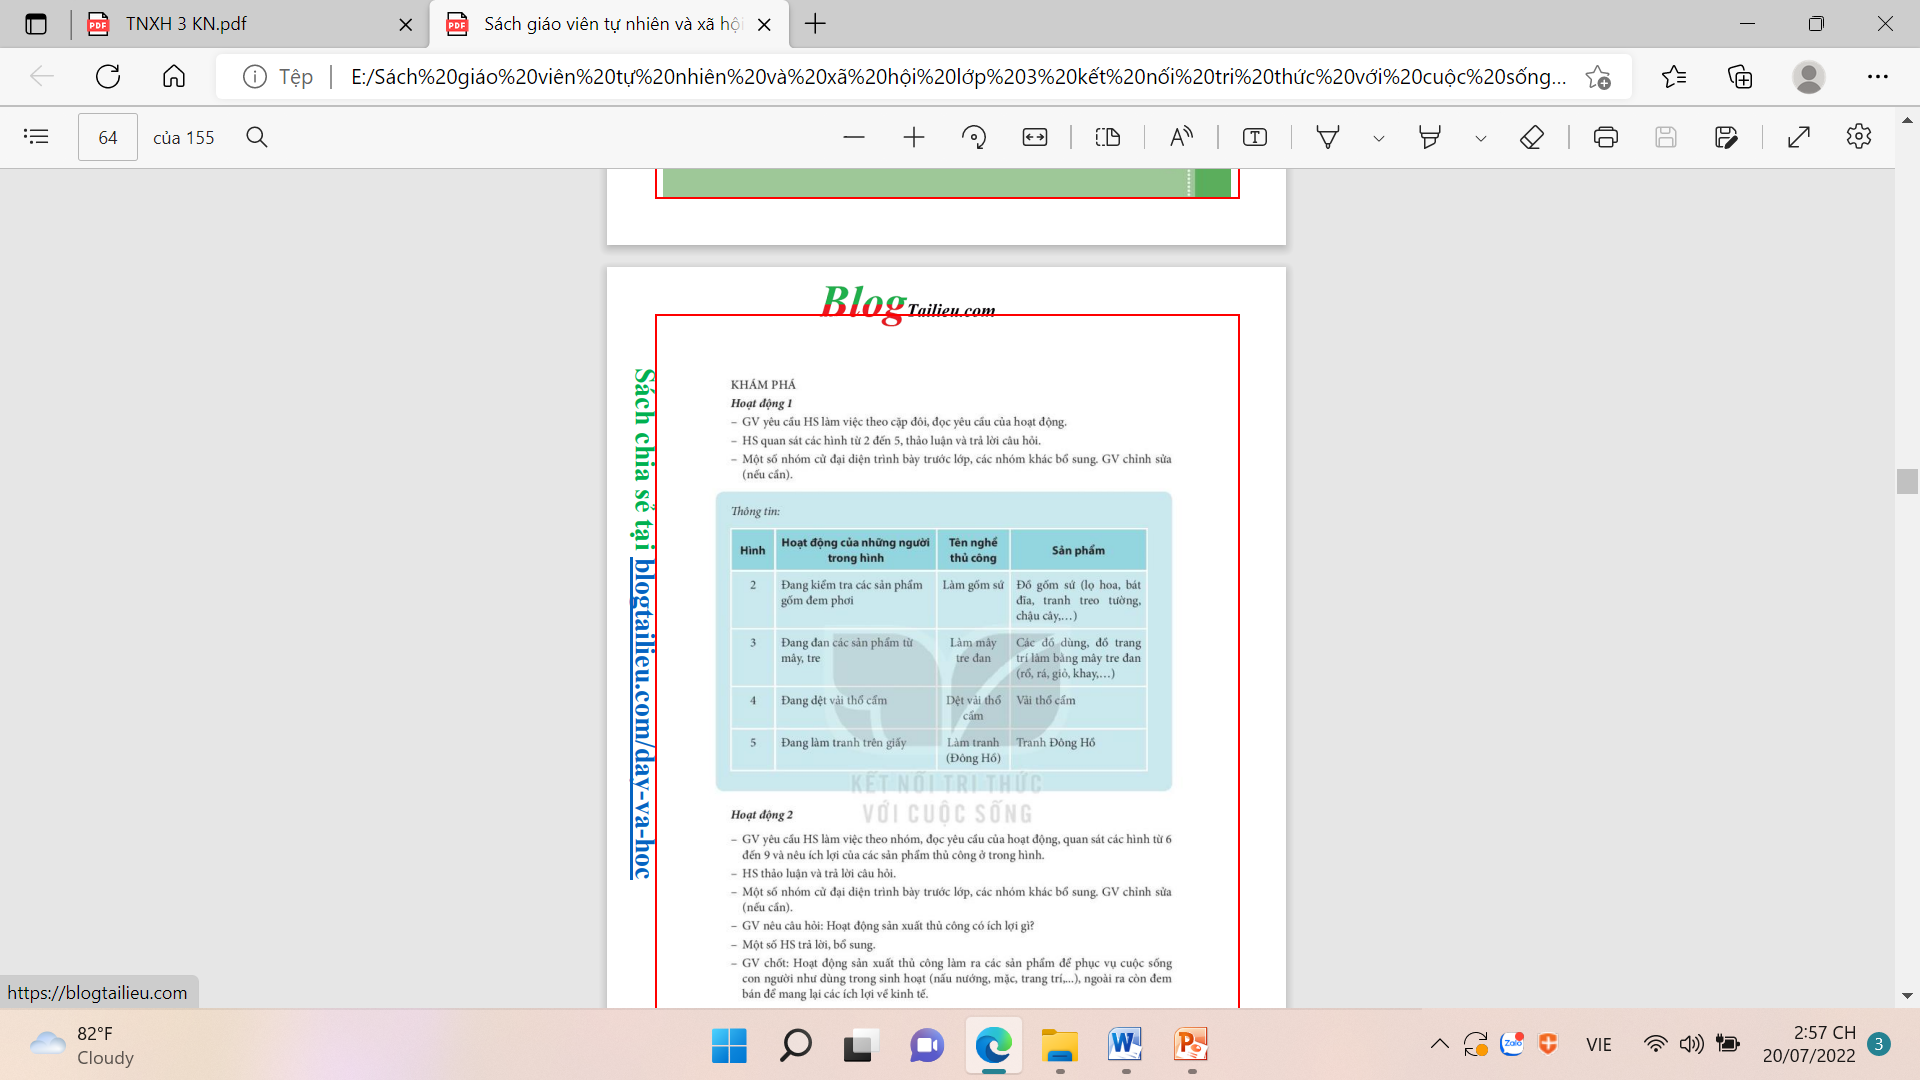 TNXH 3 KN.pdf
Sách giáo viên tự nhiên và xã hội
Tệp
E:/Sách%20giáo%20viên%20tự%20nhiên%20và%20xã%20hội%20lớp%203%20kết%20nối%20tri%20thức%20với%20cuộc%20sống...
64
của 155
Blog Tailieu.com
Sách chia sẻ tại blogtailieu.com/day-va-hoc
KHÁM PHÁ
Hoạt động 1
– GV yêu cầu HS làm việc theo cặp đôi, đọc yêu cầu của hoạt động.
– HS quan sát các hình từ 2 đến 5, thảo luận và trả lời câu hỏi.
– Một số nhóm cử đại diện trình bày trước lớp, các nhóm khác bổ sung. GV chỉnh sửa
(nếu cần).
Thông tin:
Hình
Hoạt động của những người
trong hình
Tên nghề
thủ công
Sản phẩm
2
Đang kiểm tra các sản phẩm
gốm đem phơi
Làm gốm sứ
Đồ gốm sứ (lọ hoa, bát
đĩa, tranh treo tường,
chậu cây,…)
3
Đang đan các sản phẩm từ
mây, tre
Làm mây
tre đan
Các đồ dùng, đồ trang
trí làm bằng mây tre đan
(rổ, rá, giỏ, khay,…)
4
Đang dệt vải thổ cẩm
Dệt vải thổ
cẩm
Vải thổ cẩm
5
Đang làm tranh trên giấy
Làm tranh
(Đông Hồ)
Tranh Đông Hồ
KẾT NỐI TRI THỨC
VỚI CUỘC SỐNG
Hoạt động 2
– GV yêu cầu HS làm việc theo nhóm, đọc yêu cầu của hoạt động, quan sát các hình từ 6
đến 9 và nêu ích lợi của các sản phẩm thủ công ở trong hình.
– HS thảo luận và trả lời câu hỏi.
– Một số nhóm cử đại diện trình bày trước lớp, các nhóm khác bổ sung. GV chỉnh sửa
(nếu cần).
– GV nêu câu hỏi: Hoạt động sản xuất thủ công có ích lợi gì?
– Một số HS trả lời, bổ sung.
– GV chốt: Hoạt động sản xuất thủ công làm ra các sản phẩm để phục vụ cuộc sống
con người như dùng trong sinh hoạt (nấu nướng, mặc, trang trí,...), ngoài ra còn đem
bán để mang lại các ích lợi về kinh tế.
https://blogtailieu.com
82°F
Cloudy
Zalo
VIE
2:57 CH
20/07/2022
3